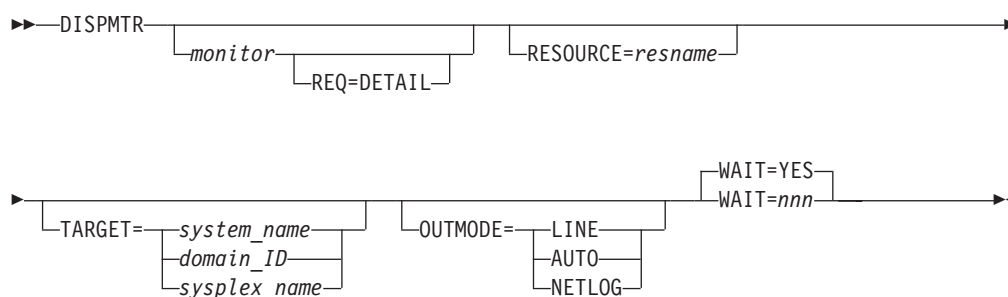 DISPMTR
monitor
REQ=DETAIL
RESOURCE=resname
WAIT=YES
TARGET= system_name OUTMODE= LINE WAIT=nnn
domain_ID AUTO
sysplex_name NETLOG